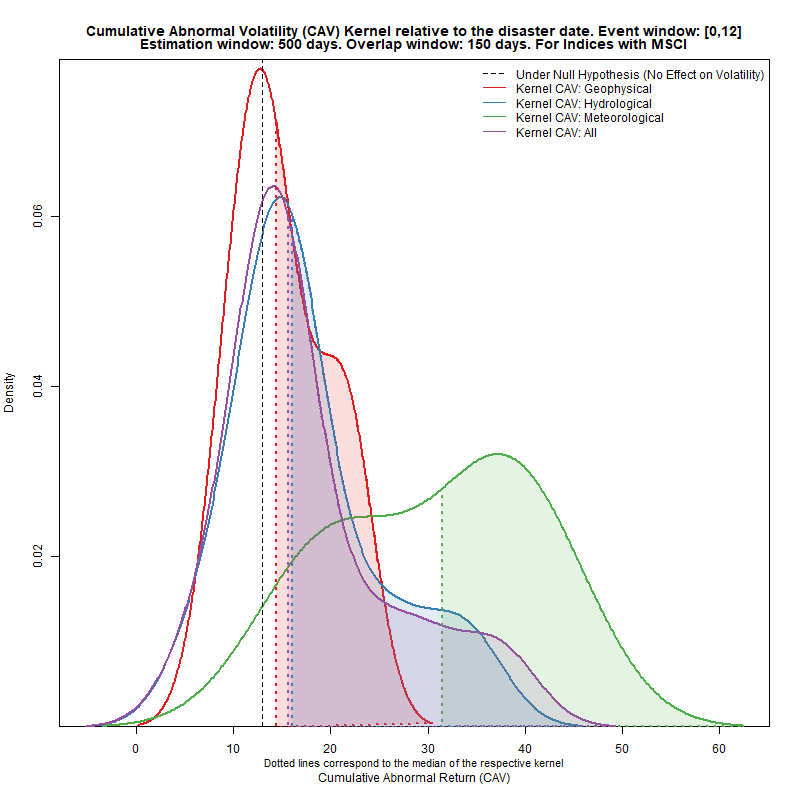 Cumulative Abnormal Volatility (CAV) Kernel relative to the disaster date. Event window: [0,12]
Estimation window: 500 days. Overlap window: 150 days. For Indices with MSCI
Under Null Hypothesis (No Effect on Volatility)
Kernel CAV: Geophysical
Kernel CAV: Hydrological
Kernel CAV: Meteorological
Kernel CAV: All
Density
0.06
0.04
0.02
0 10 20 30 40 50 60
Dotted lines correspond to the median of the respective kernel
Cumulative Abnormal Return (CAV)